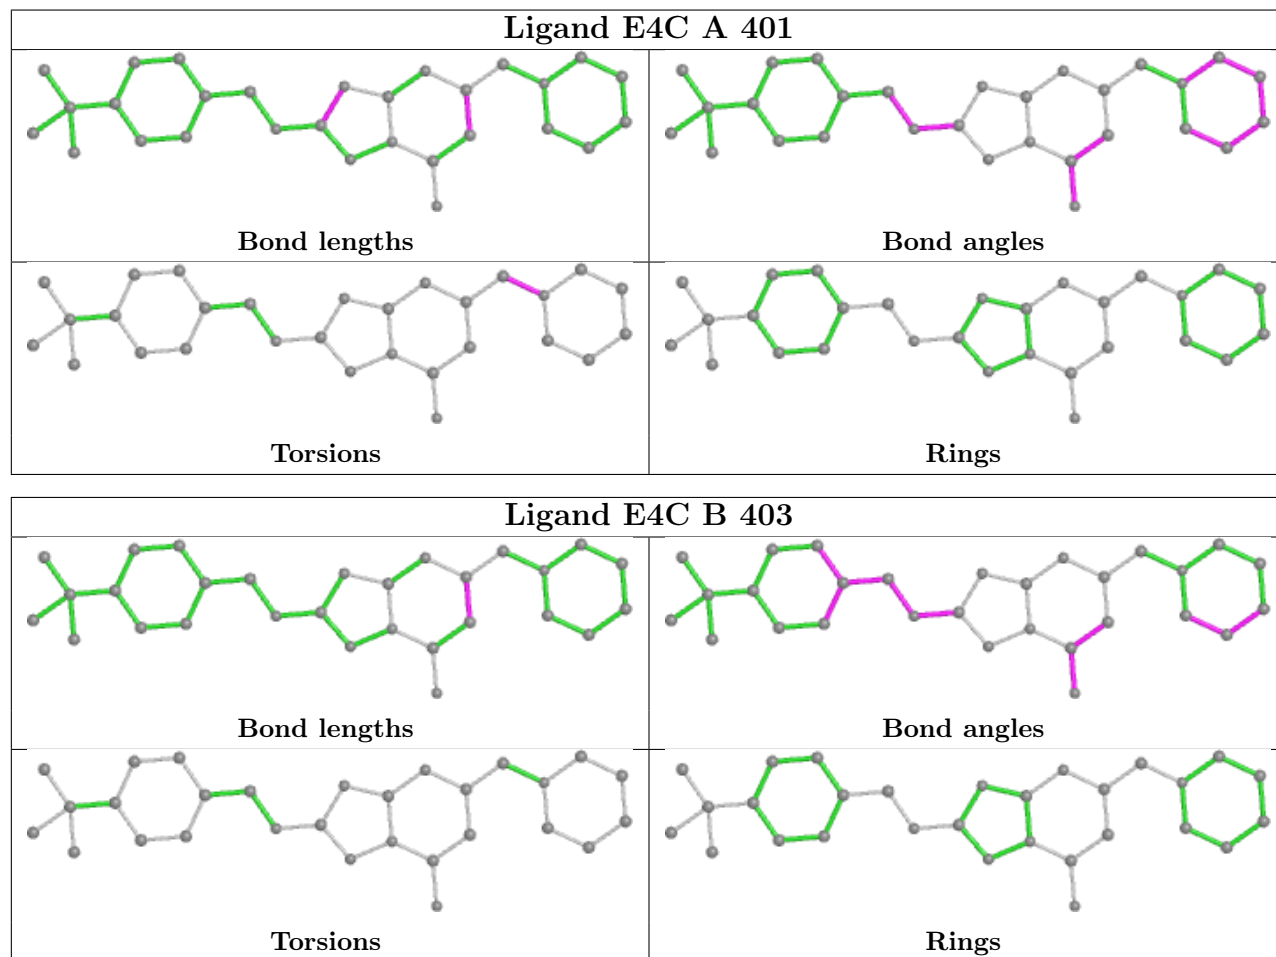 Ligand E4C A 401
Bond lengths
Bond angles
Torsions
Rings
Ligand E4C B 403
Bond lengths
Bond angles
Torsions
Rings